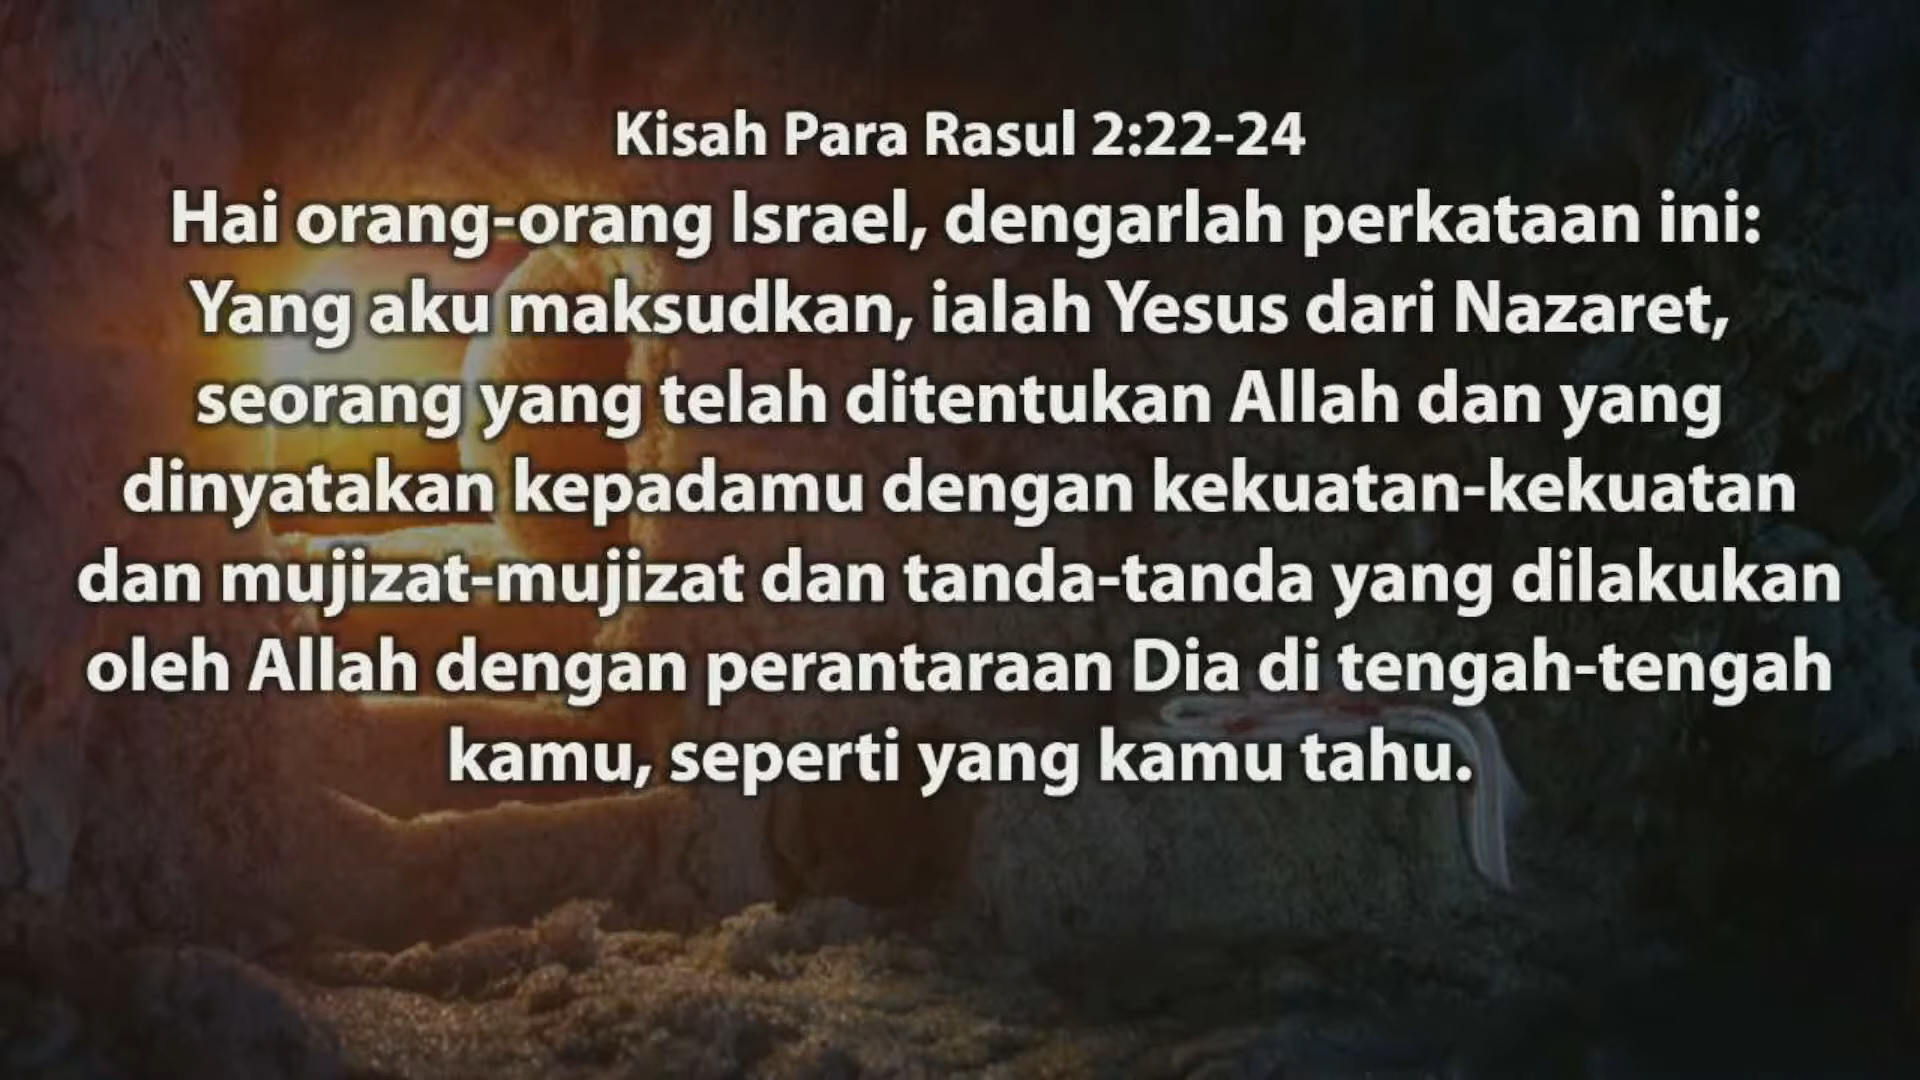 Kisah Para Rasul 2:22-24
Hai orang-orang Israel, dengarlah perkataan ini:
Yang aku maksudkan, ialah Yesus dari Nazaret,
seorang yang telah ditentukan Allah dan yang
dinyatakan kepadamu dengan kekuatan-kekuatan
dan mujizat-mujizat dan tanda-tanda yang dilakukan
oleh Allah dengan perantaraan Dia di tengah-tengah
kamu, seperti yang kamu tahu.